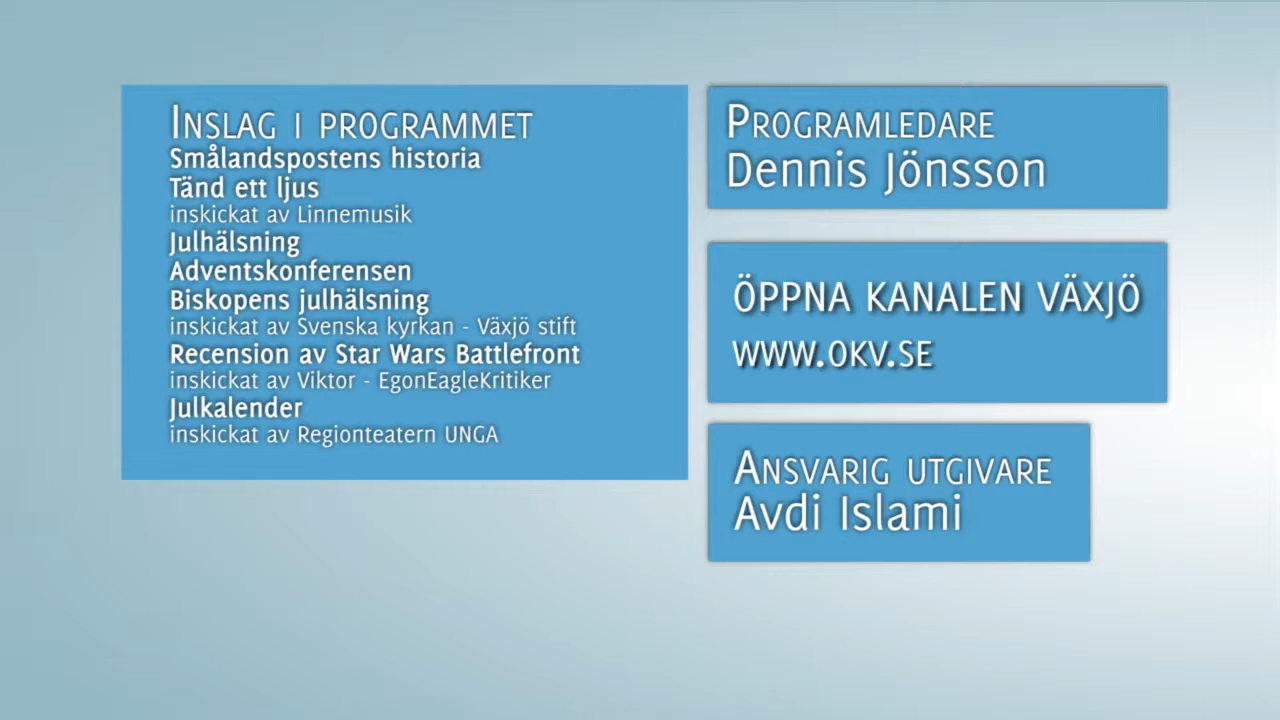 INSLAG I PROGRAMMET
Smålandspostens historia
Tänd ett ljus
inskickat av Linnemusik
Julhälsning
Adventskonferensen
Biskopens julhälsning
inskickat av Svenska kyrkan - Växjö stift
Recension av Star Wars Battlefront
inskickat av Viktor - EgonEagleKritiker
Julkalender
inskickat av Regionteatern UNGA
PROGRAMLEDARE
Dennis Jönsson
ÖPPNA KANALEN VÄXJÖ
WWW.OKV.SE
ANSVARIG UTGIVARE
Avdi Islami